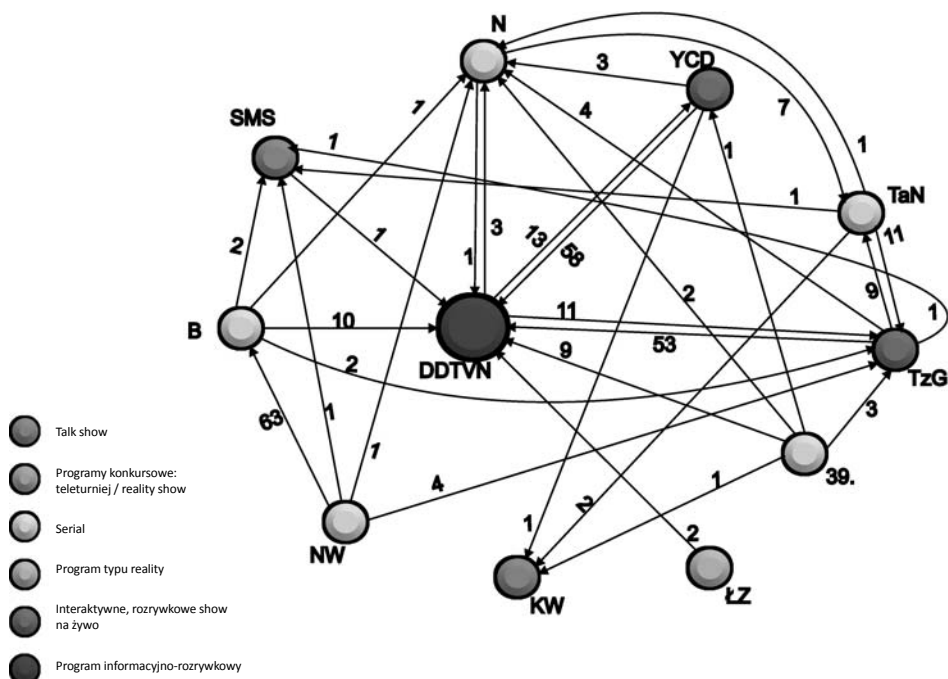 N
YCD
3
7
4
1
SMS
1
1
1
1
TaN
2
1
3
13
58
11
1
B
10
DDTVN
11
53
9
1
TzG
2
9
2
3
63
1
1
4
1
39.
NW
1
2
2
KW
ŁZ
Talk show
Programy konkursowe:
teleturniej / reality show
Serial
Program typu reality
Interaktywne, rozrywkowe show
na żywo
Program informacyjno-rozrywkowy